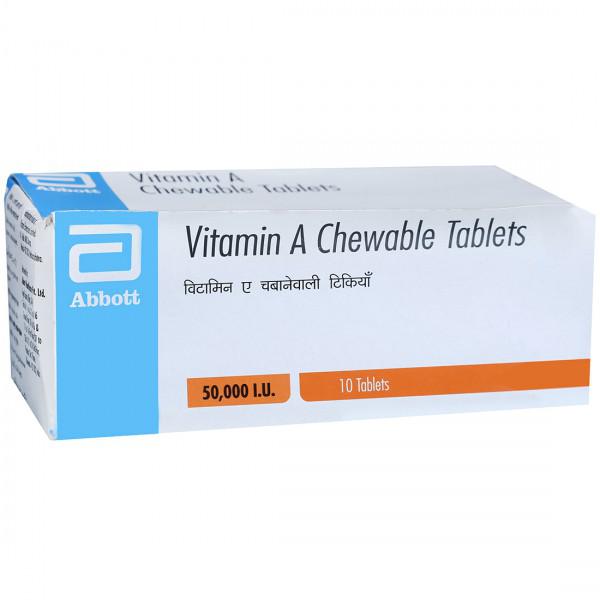 Vitamin A
Chewable Tablets
Abbott
Vitamin A Chewable Tablets
विटामिन ए चबानेवाली टिकियाँ
Abbott
50,000 I.U.
10 Tablets